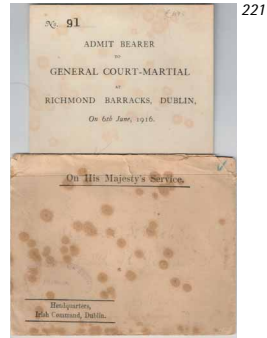 221
No. 91
ADMIT BEARER
TO
GENERAL COURT-MARTIAL
AT
RICHMOND BARRACKS, DUBLIN,
On 6th June, 1916.
On His Majesty's Service.
Headquarters,
Irish Command, Dublin.